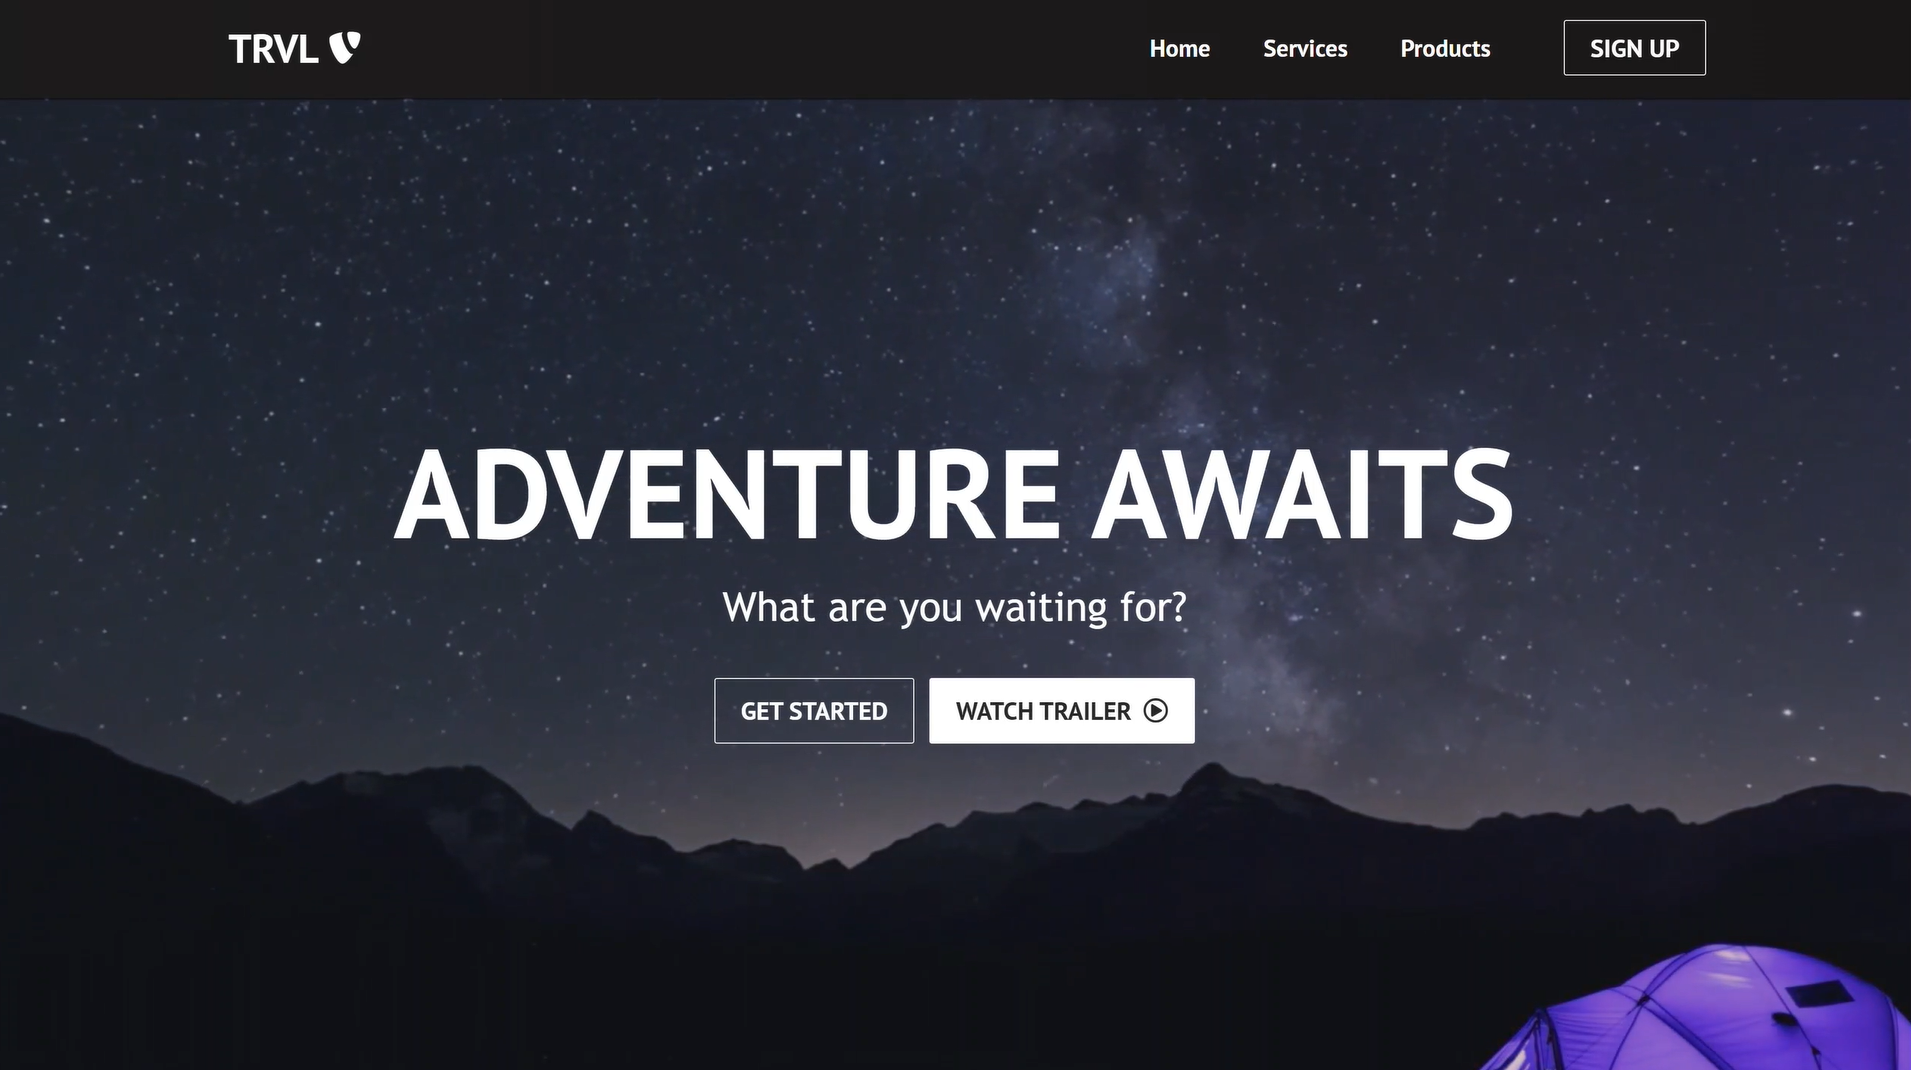 TRVL
Home Services Products SIGN UP
ADVENTURE AWAITS
What are you waiting for?
GET STARTED WATCH TRAILER